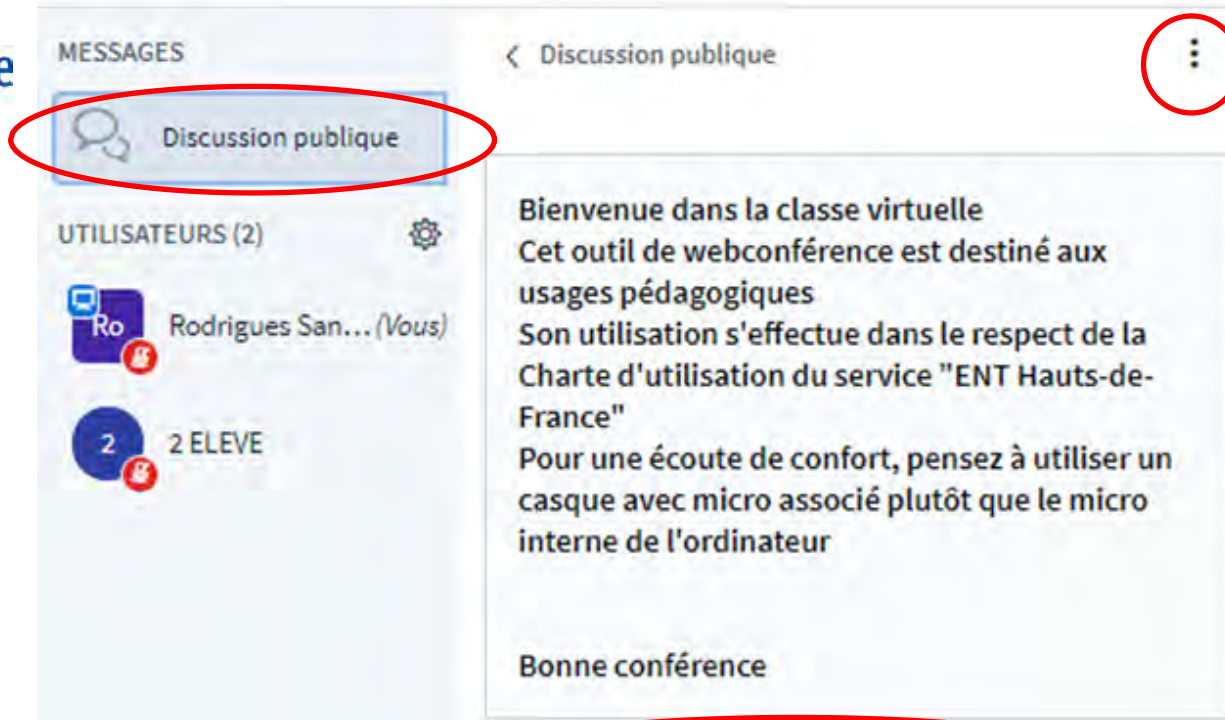 e
MESSAGES
Discussion publique
UTILISATEURS (2)
Ro
Rodrigues San... (Vous)
2
2 ELEVE
< Discussion publique
Bienvenue dans la classe virtuelle
Cet outil de webconférence est destiné aux
usages pédagogiques
Son utilisation s'effectue dans le respect de la
Charte d'utilisation du service "ENT Hauts-de-
France"
Pour une écoute de confort, pensez à utiliser un
casque avec micro associé plutôt que le micro
interne de l'ordinateur
Bonne conférence